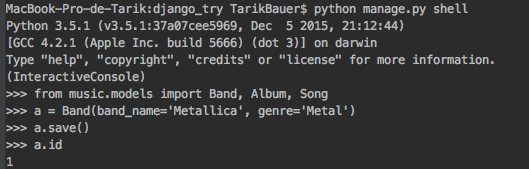 MacBook-Pro-de-Tarik:django_try TarikBauer$ python manage.py shell
Python 3.5.1 (v3.5.1:37a07cee5969, Dec  5 2015, 21:12:44)
[GCC 4.2.1 (Apple Inc. build 5666) (dot 3)] on darwin
Type "help", "copyright", "credits" or "license" for more information.
(InteractiveConsole)
>>> from music.models import Band, Album, Song
>>> a = Band(band_name='Metallica', genre='Metal')
>>> a.save()
>>> a.id
1